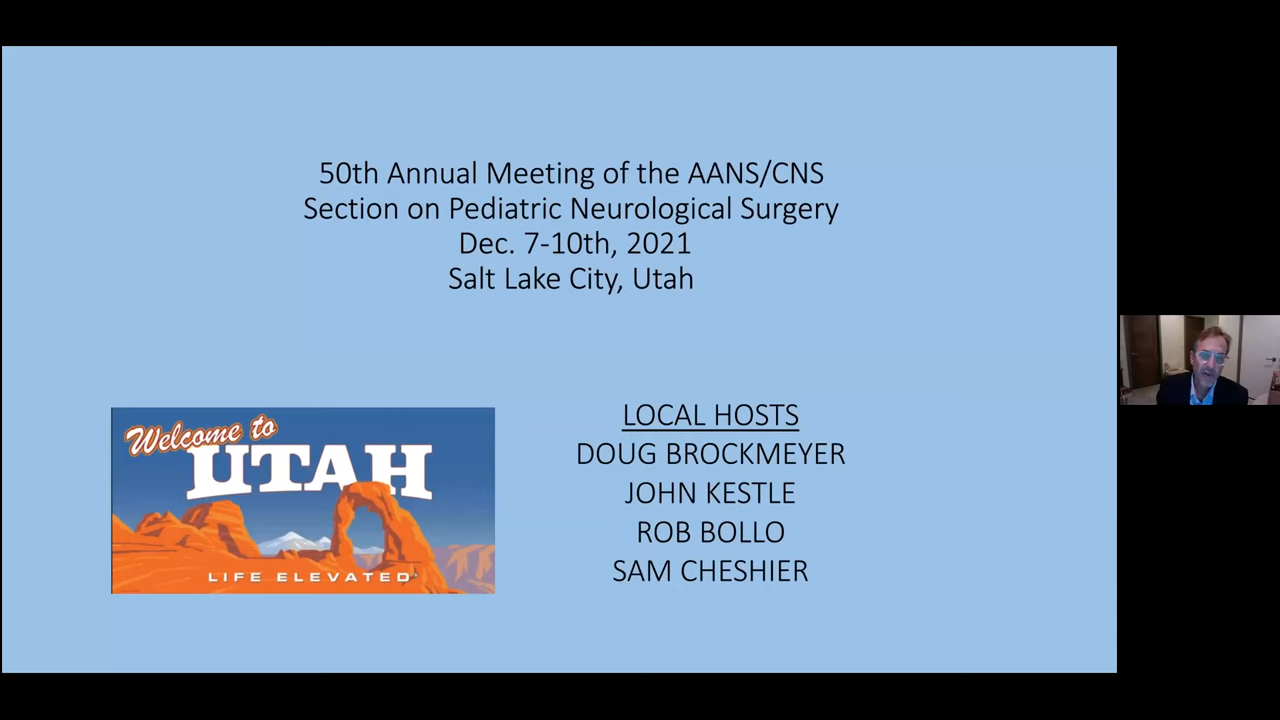 50th Annual Meeting of the AANS/CNS
Section on Pediatric Neurological Surgery
Dec. 7-10th, 2021
Salt Lake City, Utah
Welcome to
UTAH
LIFE ELEVATED
LOCAL HOSTS
DOUG BROCKMEYER
JOHN KESTLE
ROB BOLLO
SAM CHESHIER